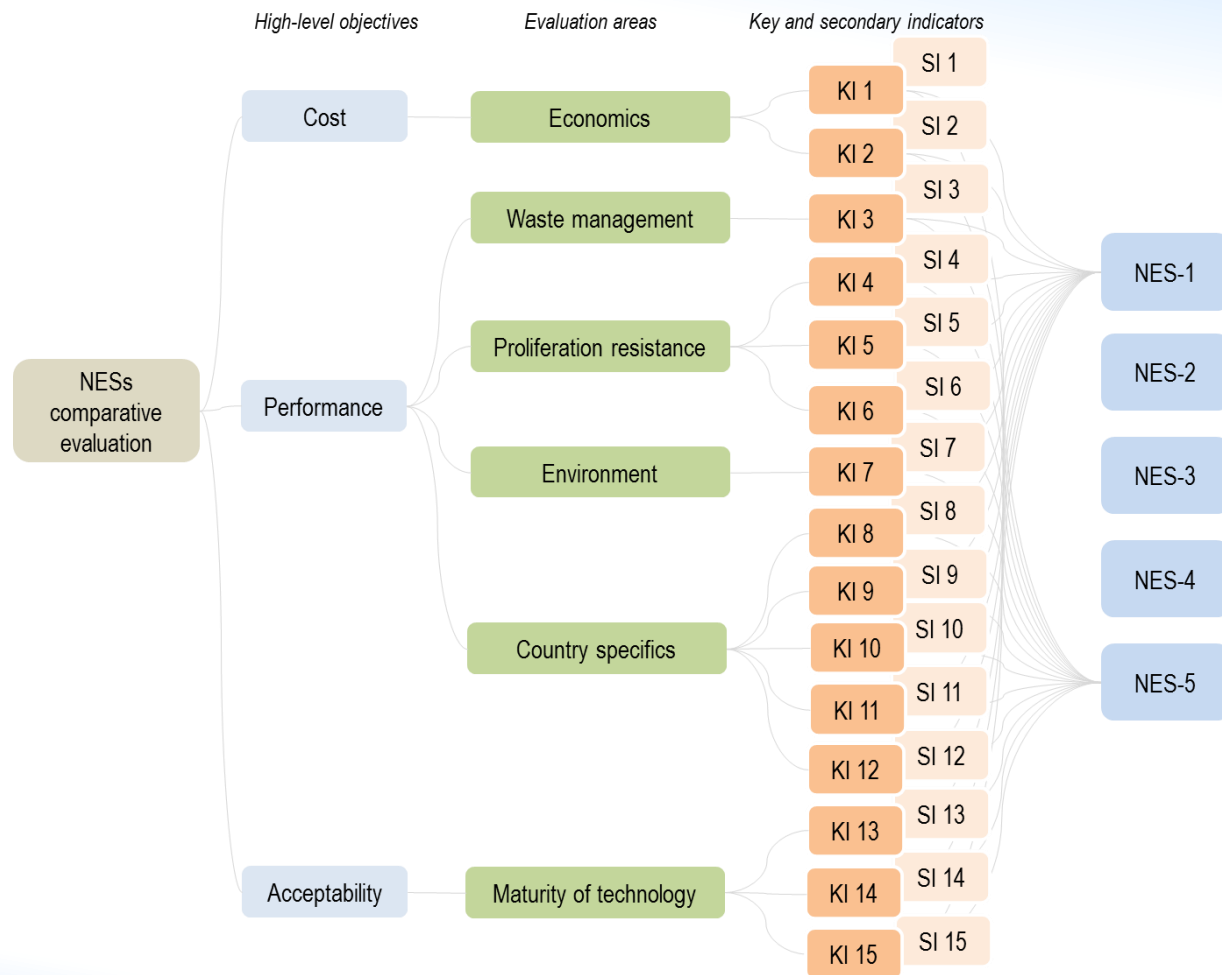 High-level objectives
Evaluation areas
Key and secondary indicators
NESs
comparative
evaluation
Cost
Performance
Acceptability
Economics
Waste management
Proliferation resistance
Environment
Country specifics
Maturity of technology
KI 1
KI 2
KI 3
KI 4
KI 5
KI 6
KI 7
KI 8
KI 9
KI 10
KI 11
KI 12
KI 13
KI 14
KI 15
SI 1
SI 2
SI 3
SI 4
SI 5
SI 6
SI 7
SI 8
SI 9
SI 10
SI 11
SI 12
SI 13
SI 14
SI 15
NES-1
NES-2
NES-3
NES-4
NES-5